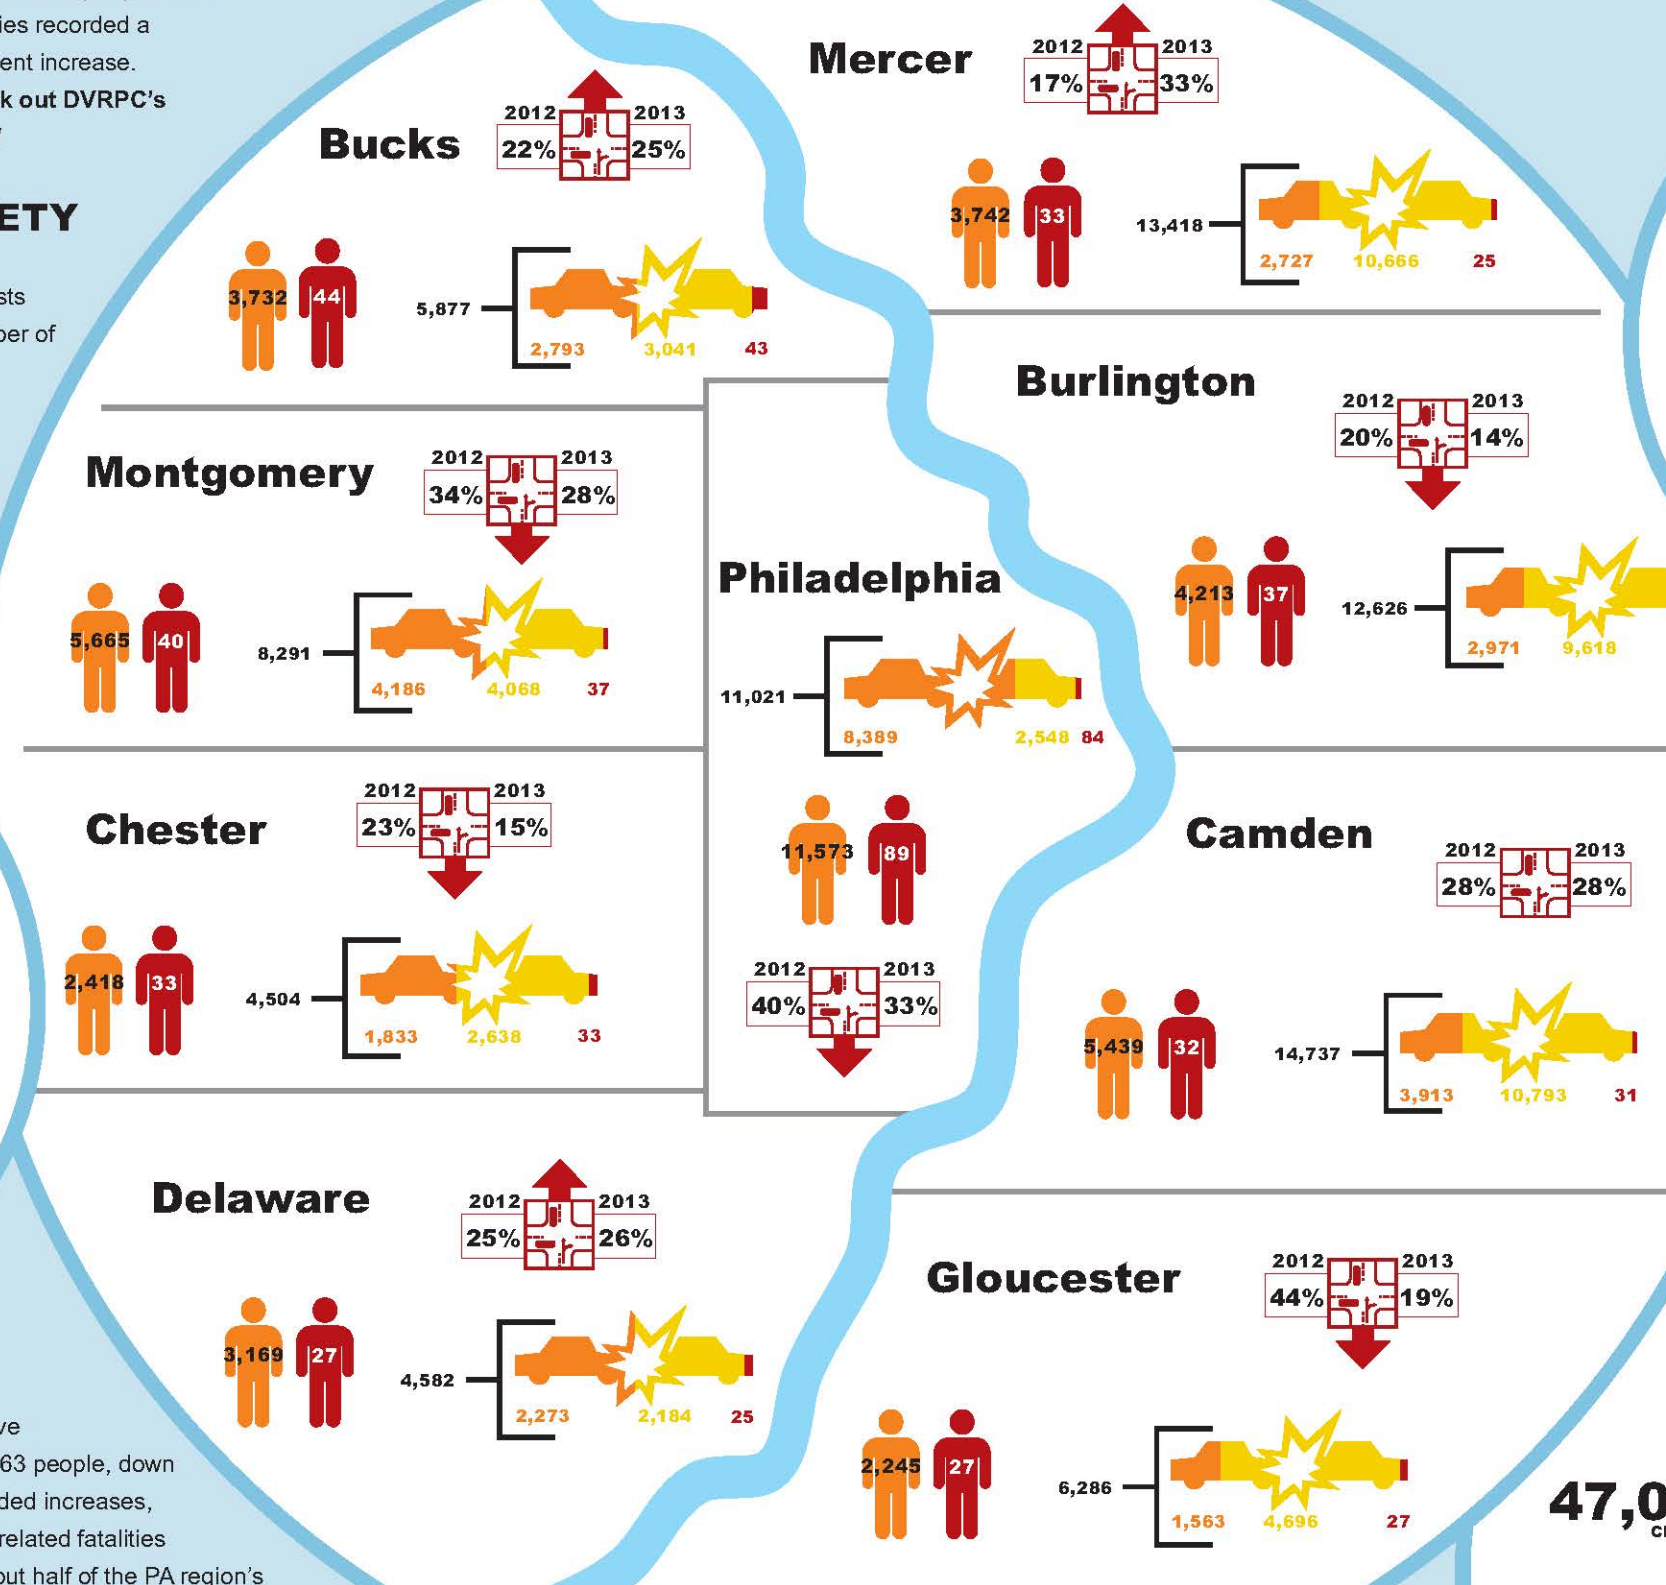 ies recorded a
ent increase.
k out DVRPC's
ETY
sts
ber of
Bucks
2012 2013
22% 25%
3,732 44
5,877
2,793 3,041 43
Mercer
2012 2013
17% 33%
3,742 33
13,418
2,727 10,666 25
Montgomery
2012 2013
34% 28%
5,665 40
8,291
4,186 4,068 37
Burlington
2012 2013
20% 14%
4,213 37
12,626
2,971 9,618
Philadelphia
11,021
8,389 2,548 84
11,573 89
2012 2013
40% 33%
Chester
2012 2013
23% 15%
2,418 33
4,504
1,833 2,638 33
Camden
2012 2013
28% 28%
5,439 32
14,737
3,913 10,793 31
Delaware
2012 2013
25% 26%
3,169 27
4,582
2,273 2,184 25
Gloucester
2012 2013
44% 19%
2,245 27
6,286
1,563 4,696 27
ve
63 people, down
ded increases,
related fatalities
out half of the PA region's
47,0